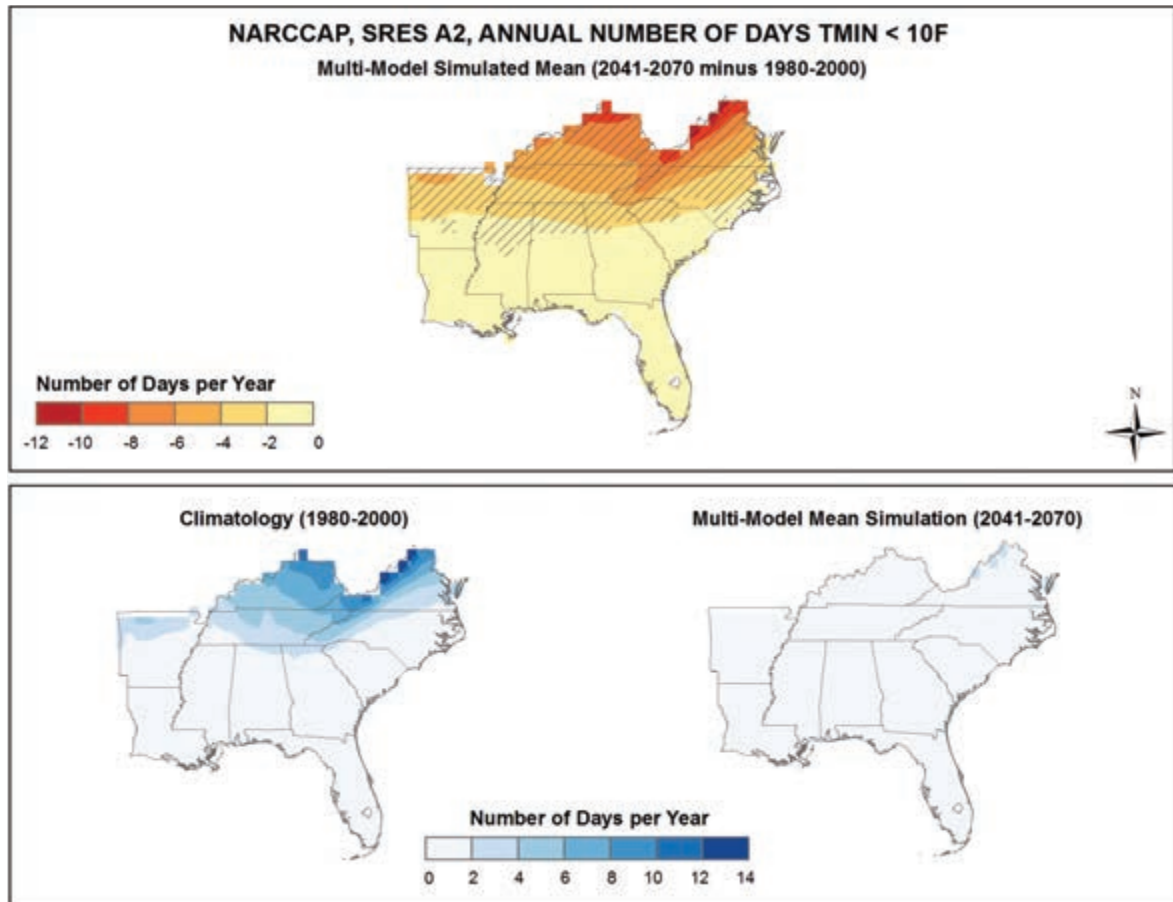 NARCCAP, SRES A2, ANNUAL NUMBER OF DAYS TMIN < 10F
Multi-Model Simulated Mean (2041-2070 minus 1980-2000)
Number of Days per Year
-12 -10 -8 -6 -4 -2 0
N
Climatology (1980-2000)
Multi-Model Mean Simulation (2041-2070)
Number of Days per Year
0 2 4 6 8 10 12 14